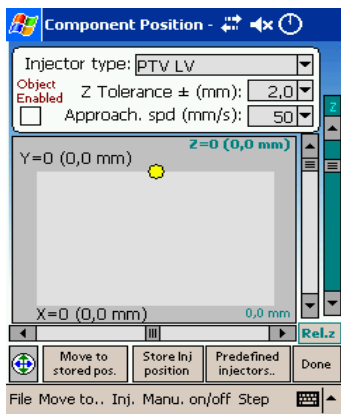 Component Position
Injector type: PTV LV
Object Enabled
Z Tolerance ± (mm): 2,0
Approach. spd (mm/s): 50
Z
Z=0 (0,0 mm)
Y=0 (0,0 mm)
X=0 (0,0 mm)
0,0 mm
Rel.z
Move to stored pos.
Store Inj position
Predefined injectors..
Done
File Move to.. Inj. Manu. on/off Step